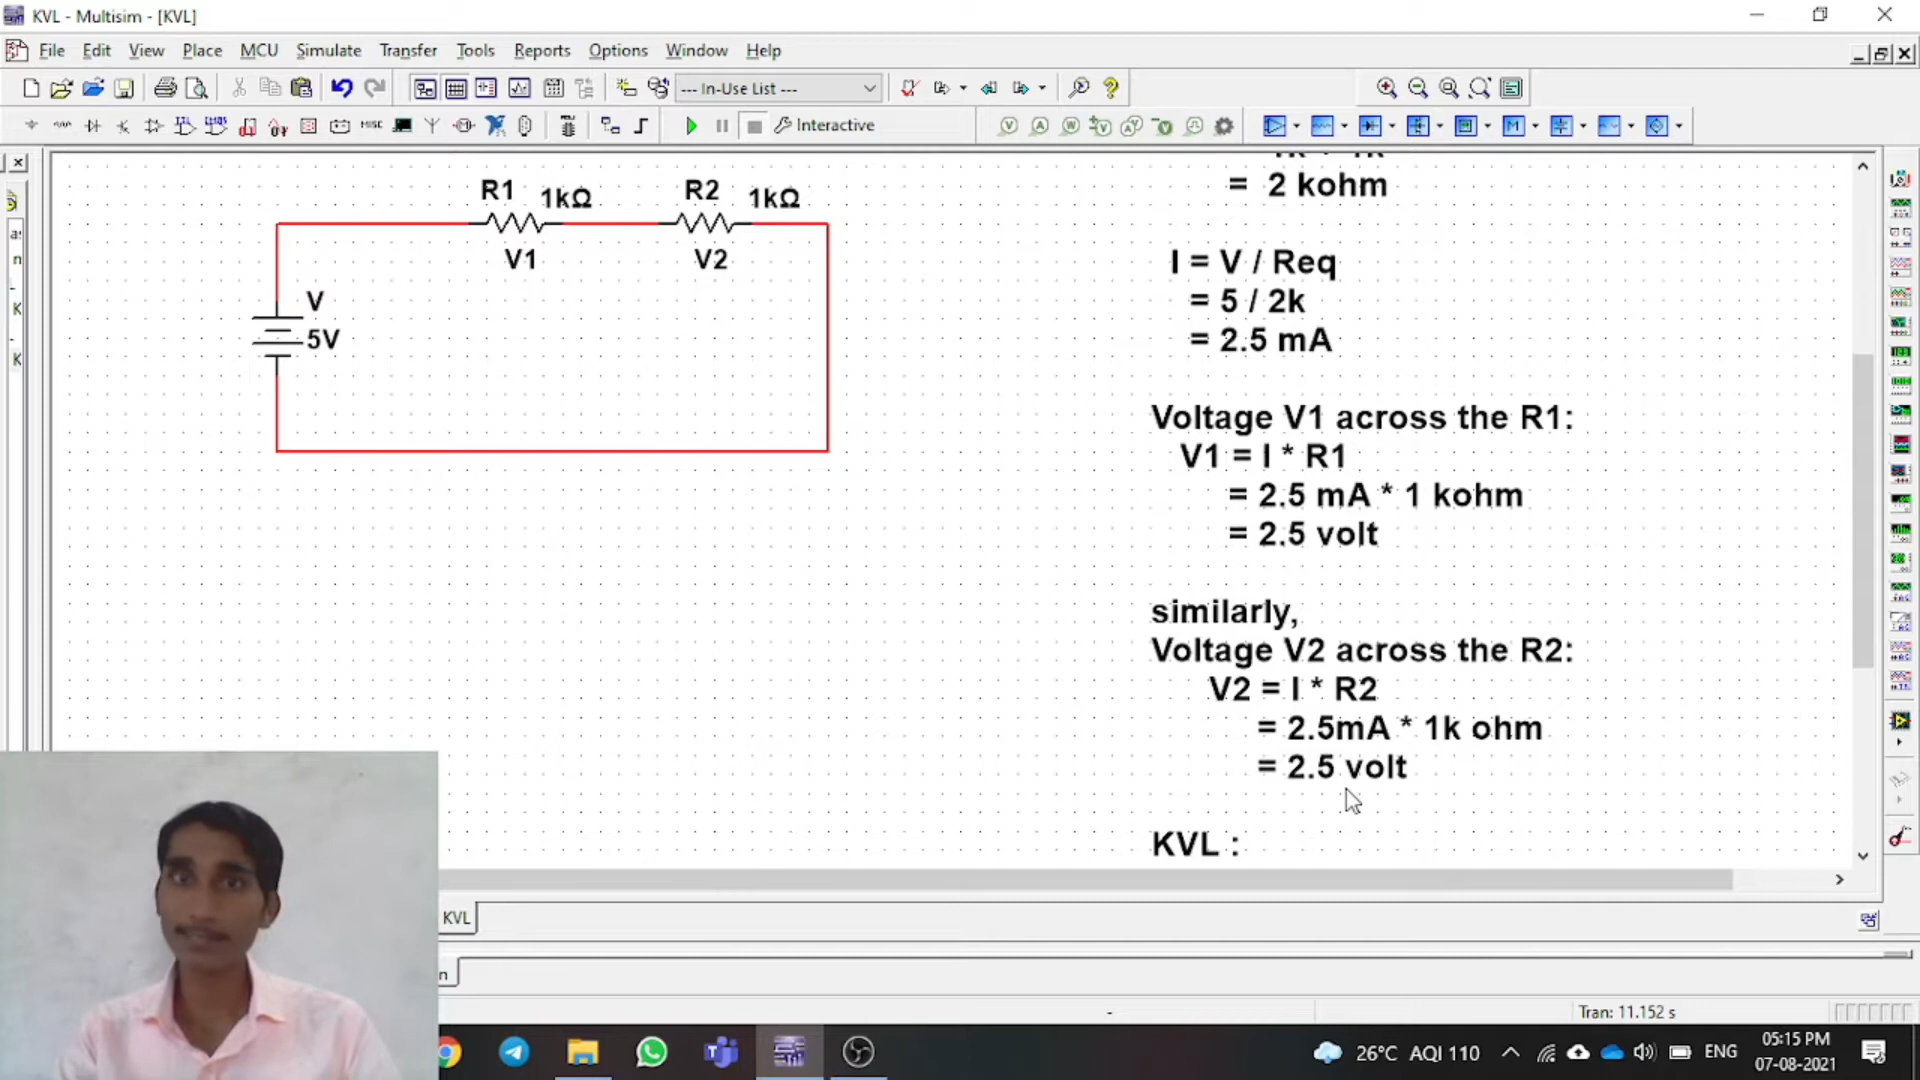 KVL - Multisim - [KVL]
File Edit View Place MCU Simulate Transfer Tools Reports Options Window Help
--- In-Use List ---
Interactive
R1 1kΩ
R2 1kΩ
V1
V2
V
5V
= 2 kohm
I = V / Req
= 5 / 2k
= 2.5 mA
Voltage V1 across the R1:
V1 = I * R1
= 2.5 mA * 1 kohm
= 2.5 volt
similarly,
Voltage V2 across the R2:
V2 = I * R2
= 2.5mA * 1k ohm
= 2.5 volt
KVL :
KVL
n
Tran: 11.152 s
26°C AQI 110
ENG
05:15 PM
07-08-2021